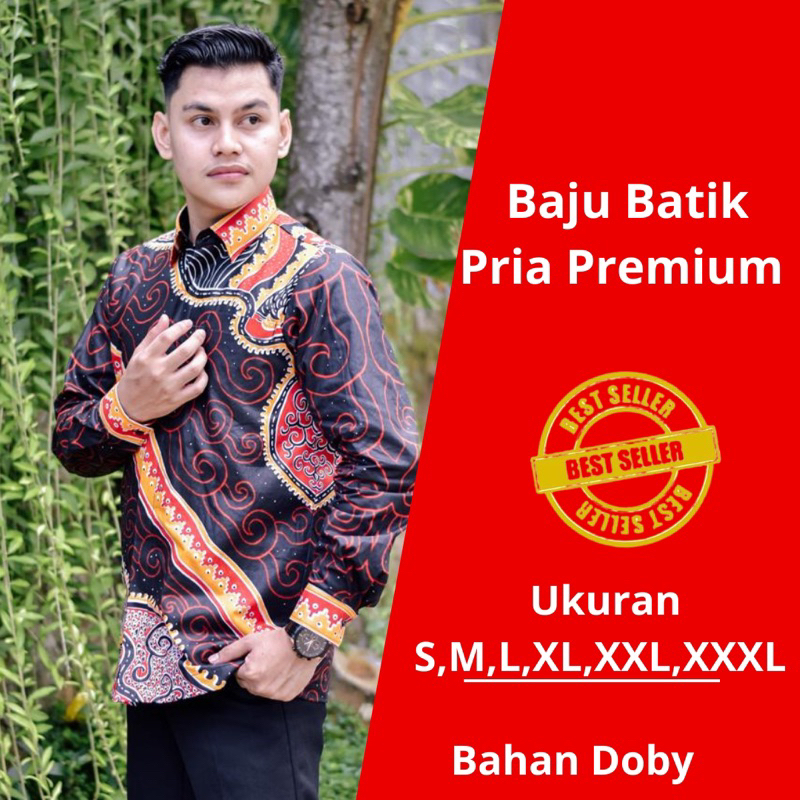 Baju Batik
Pria Premium
BEST SELLER
BEST SELLER
BEST SELLER
Ukuran
S,M,L,XL,XXL,XXXL
Bahan Doby